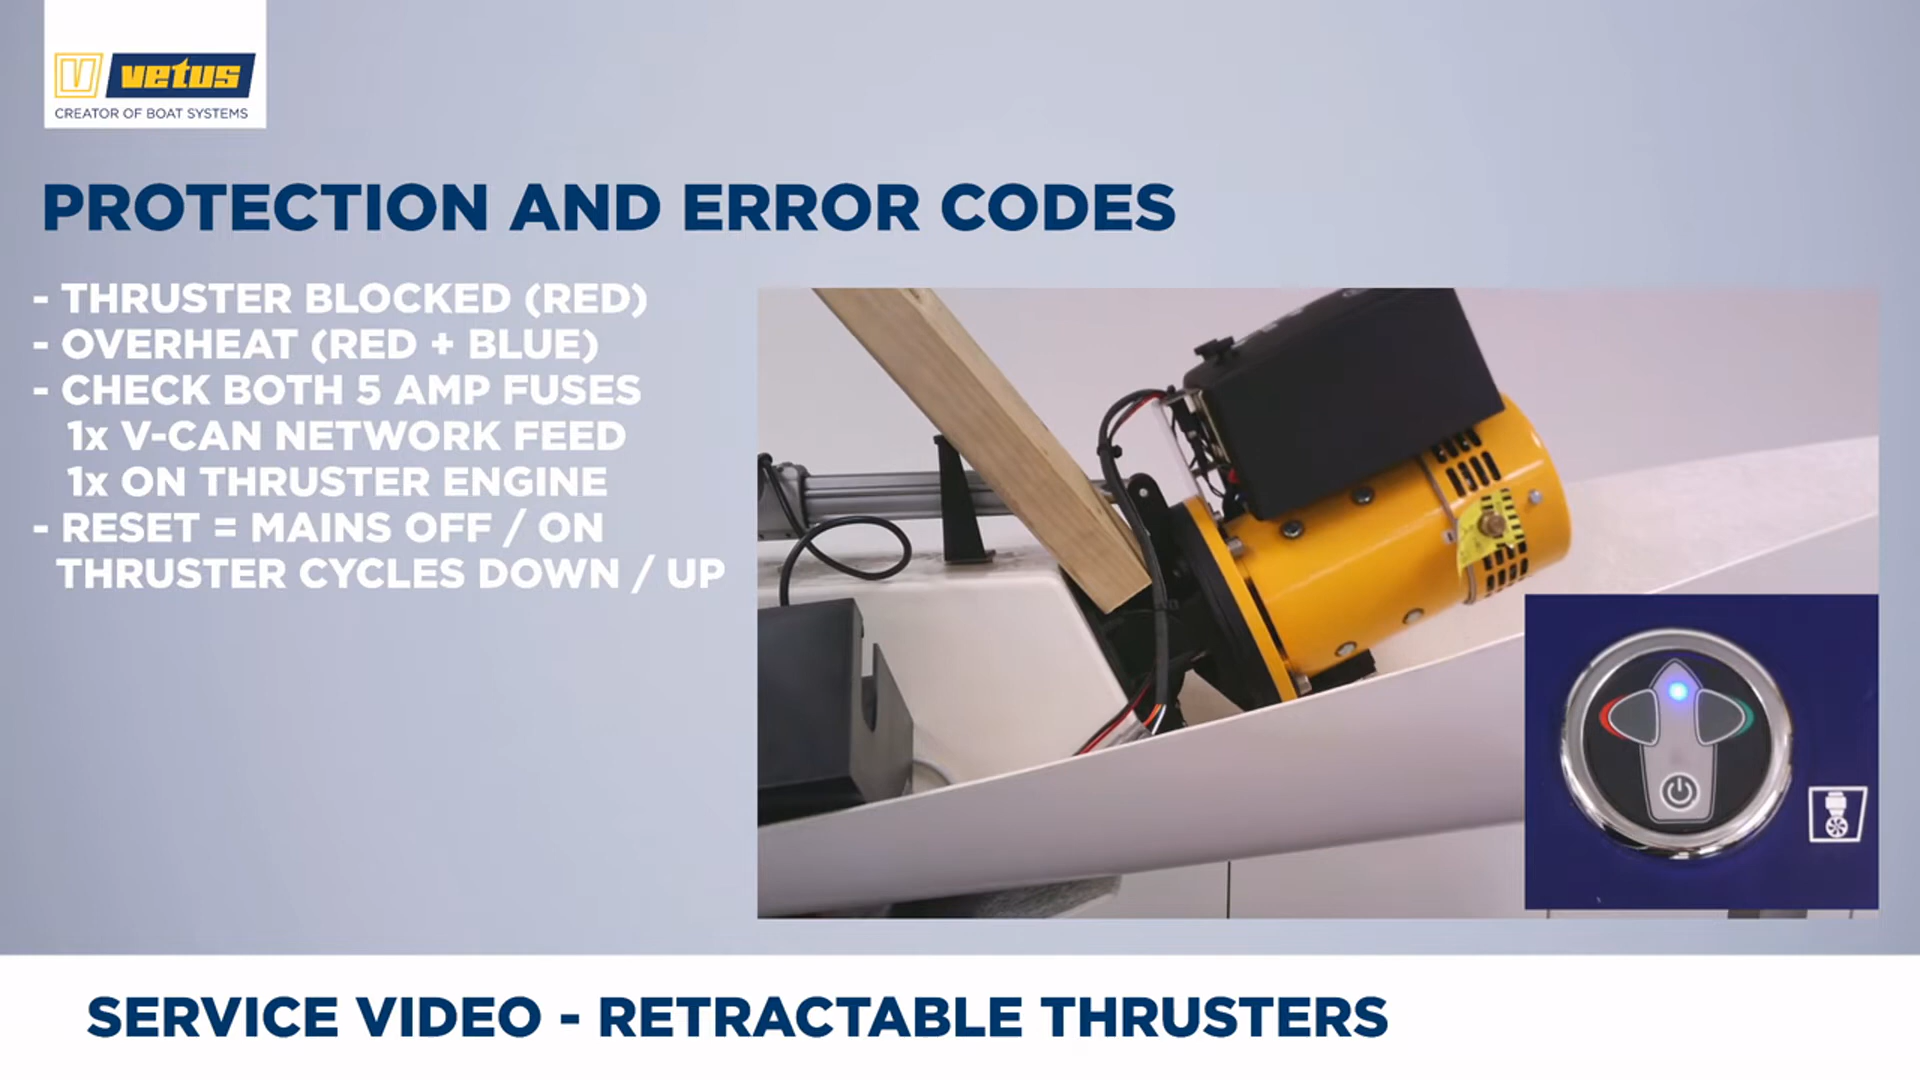 V vetus
CREATOR OF BOAT SYSTEMS
PROTECTION AND ERROR CODES
- THRUSTER BLOCKED (RED)
- OVERHEAT (RED + BLUE)
- CHECK BOTH 5 AMP FUSES
1x V-CAN NETWORK FEED
1x ON THRUSTER ENGINE
- RESET = MAINS OFF / ON
THRUSTER CYCLES DOWN / UP
SERVICE VIDEO - RETRACTABLE THRUSTERS